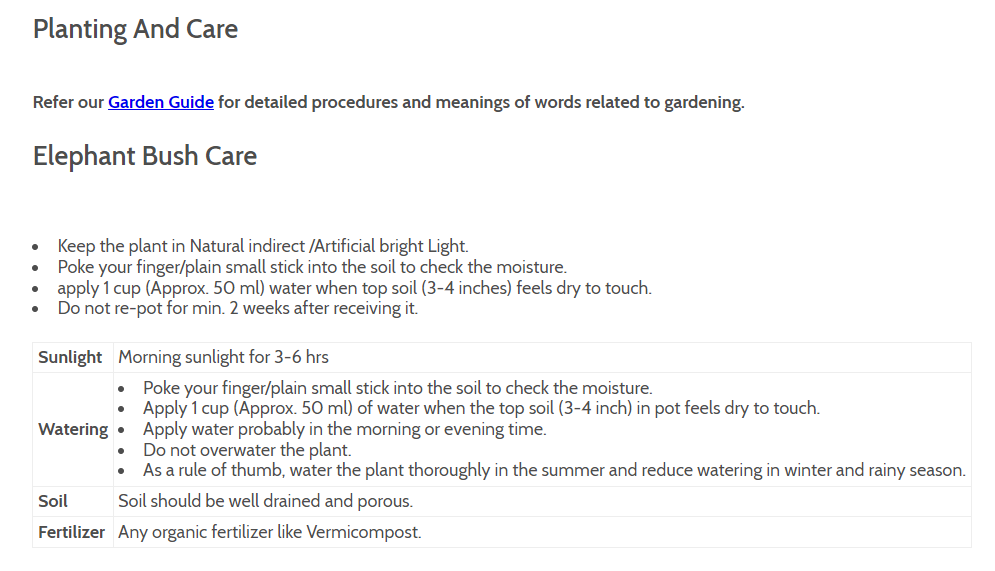 Planting And Care
Refer our Garden Guide for detailed procedures and meanings of words related to gardening.
Elephant Bush Care
Keep the plant in Natural indirect /Artificial bright Light.
Poke your finger/plain small stick into the soil to check the moisture.
apply 1 cup (Approx. 50 ml) water when top soil (3-4 inches) feels dry to touch.
Do not re-pot for min. 2 weeks after receiving it.
Sunlight Morning sunlight for 3-6 hrs
Poke your finger/plain small stick into the soil to check the moisture.
Apply 1 cup (Approx. 50 ml) of water when the top soil (3-4 inch) in pot feels dry to touch.
Watering Apply water probably in the morning or evening time.
Do not overwater the plant.
As a rule of thumb, water the plant thoroughly in the summer and reduce watering in winter and rainy season.
Soil Soil should be well drained and porous.
Fertilizer Any organic fertilizer like Vermicompost.